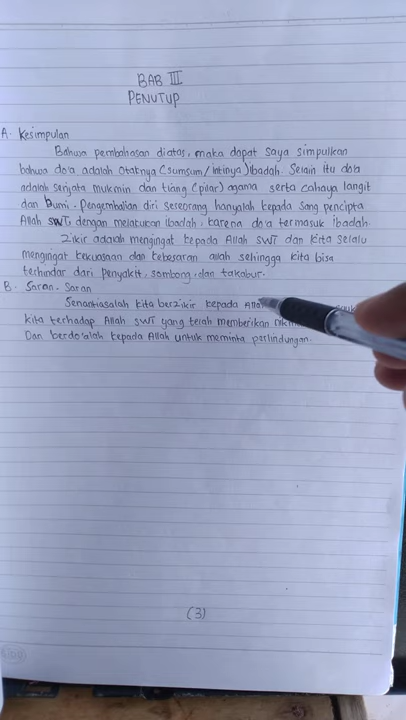 BAB III
PENUTUP
A. Kesimpulan
Bahwa pembahasan diatas, maka dapat saya simpulkan
bahwa do'a adalah otaknya (sumsum / intinya) ibadah. Selain itu do'a
adalah senjata mukmin dan tiang (pilar) agama serta cahaya langit
dan Bumi. Pengembalian diri seseorang hanyalah kepada sang pencipta
Allah SWT, dengan melakukan ibadah, karena do'a termasuk ibadah
Zikir adalah mengingat kepada Allah SWT dan kita selalu
mengingat kekuasaan dan kebesaran allah sehingga kita bisa
terhindar dari penyakit, sombong, dan takabur.
B. Saran-Saran
Senantiasalah kita berzikir kepada Allah
kita terhadap Allah SWT yang telah memberikan
Dan berdo'alah kepada Allah untuk meminta perlindungan.
(3)